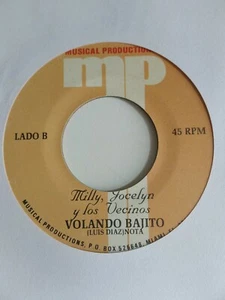 MUSICAL PRODUCTIONS
mp
LADO B
45 RPM
Milly, Jocelyn
y los Vecinos
VOLANDO BAJITO
(LUIS DIAZ) NOTA
MUSICAL PRODUCTIONS, P.O. BOX